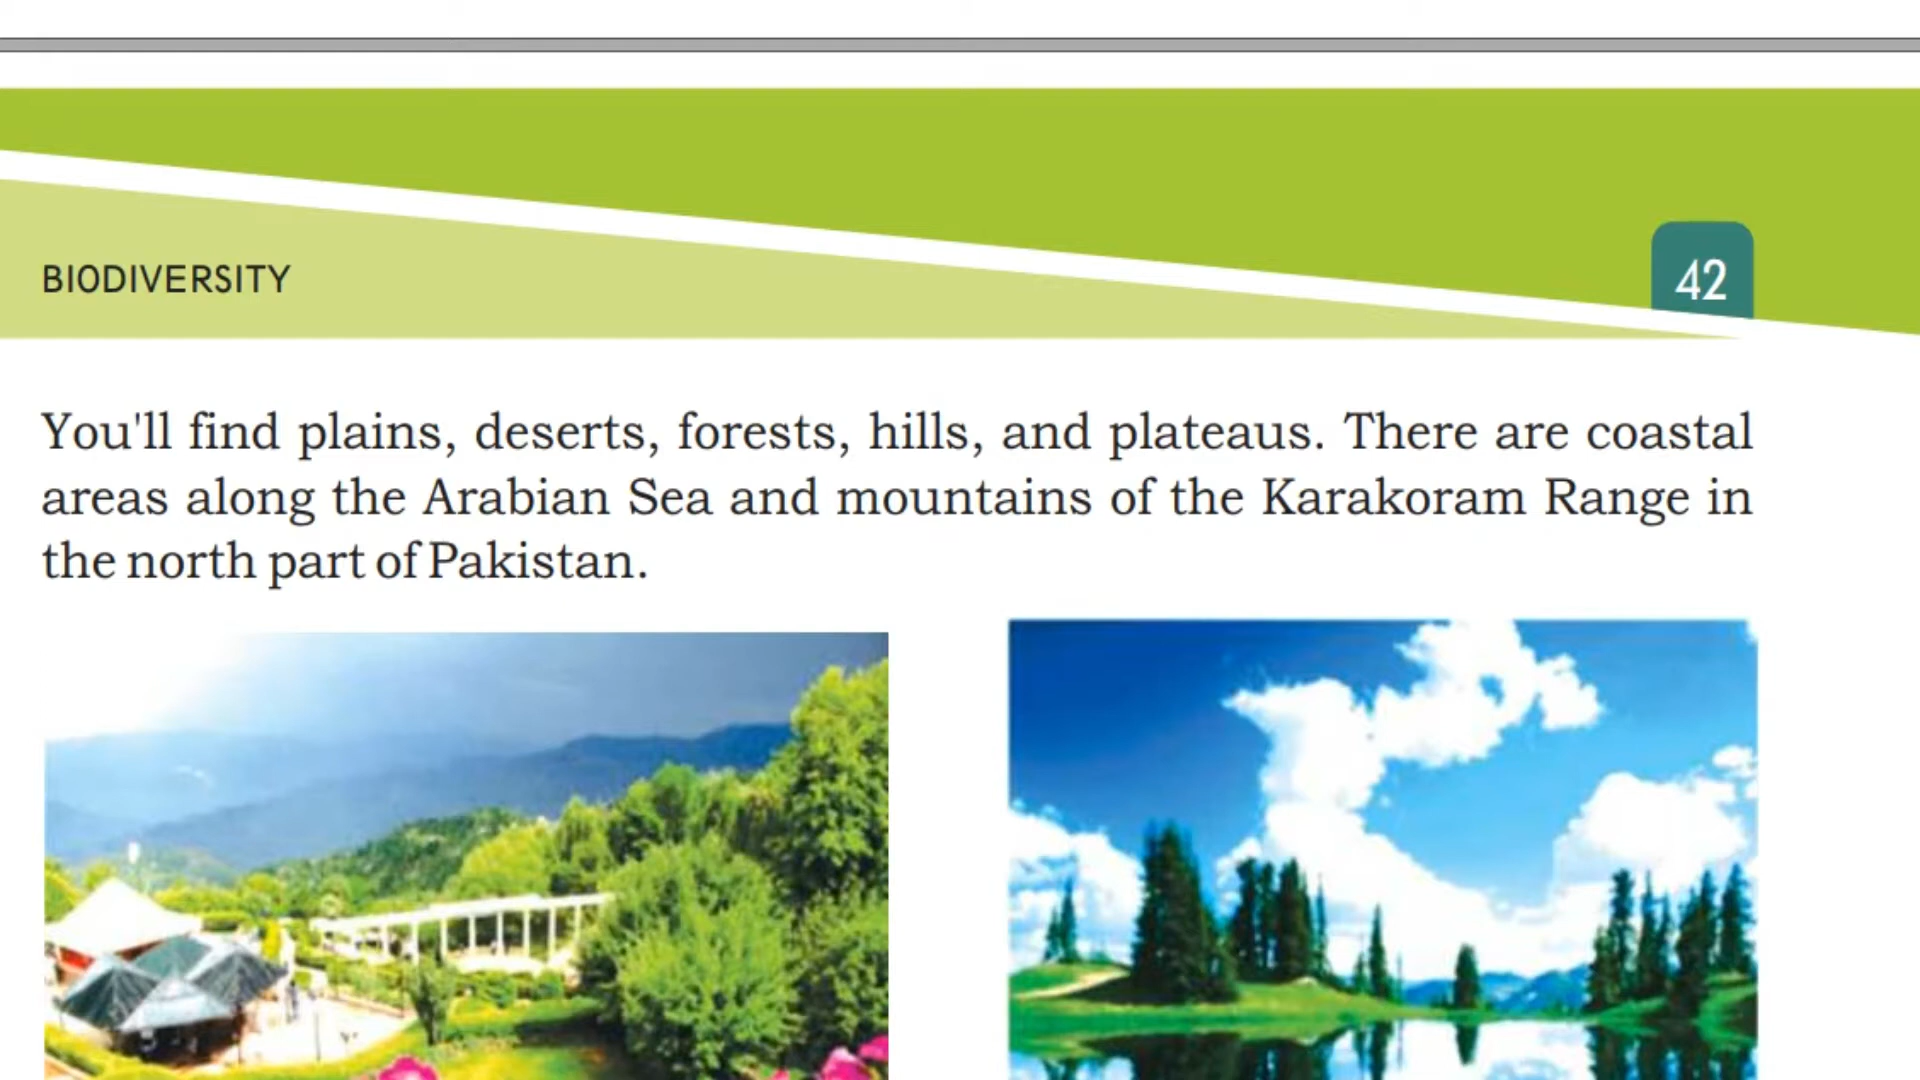 BIODIVERSITY
42
You'll find plains, deserts, forests, hills, and plateaus. There are coastal
areas along the Arabian Sea and mountains of the Karakoram Range in
the north part of Pakistan.